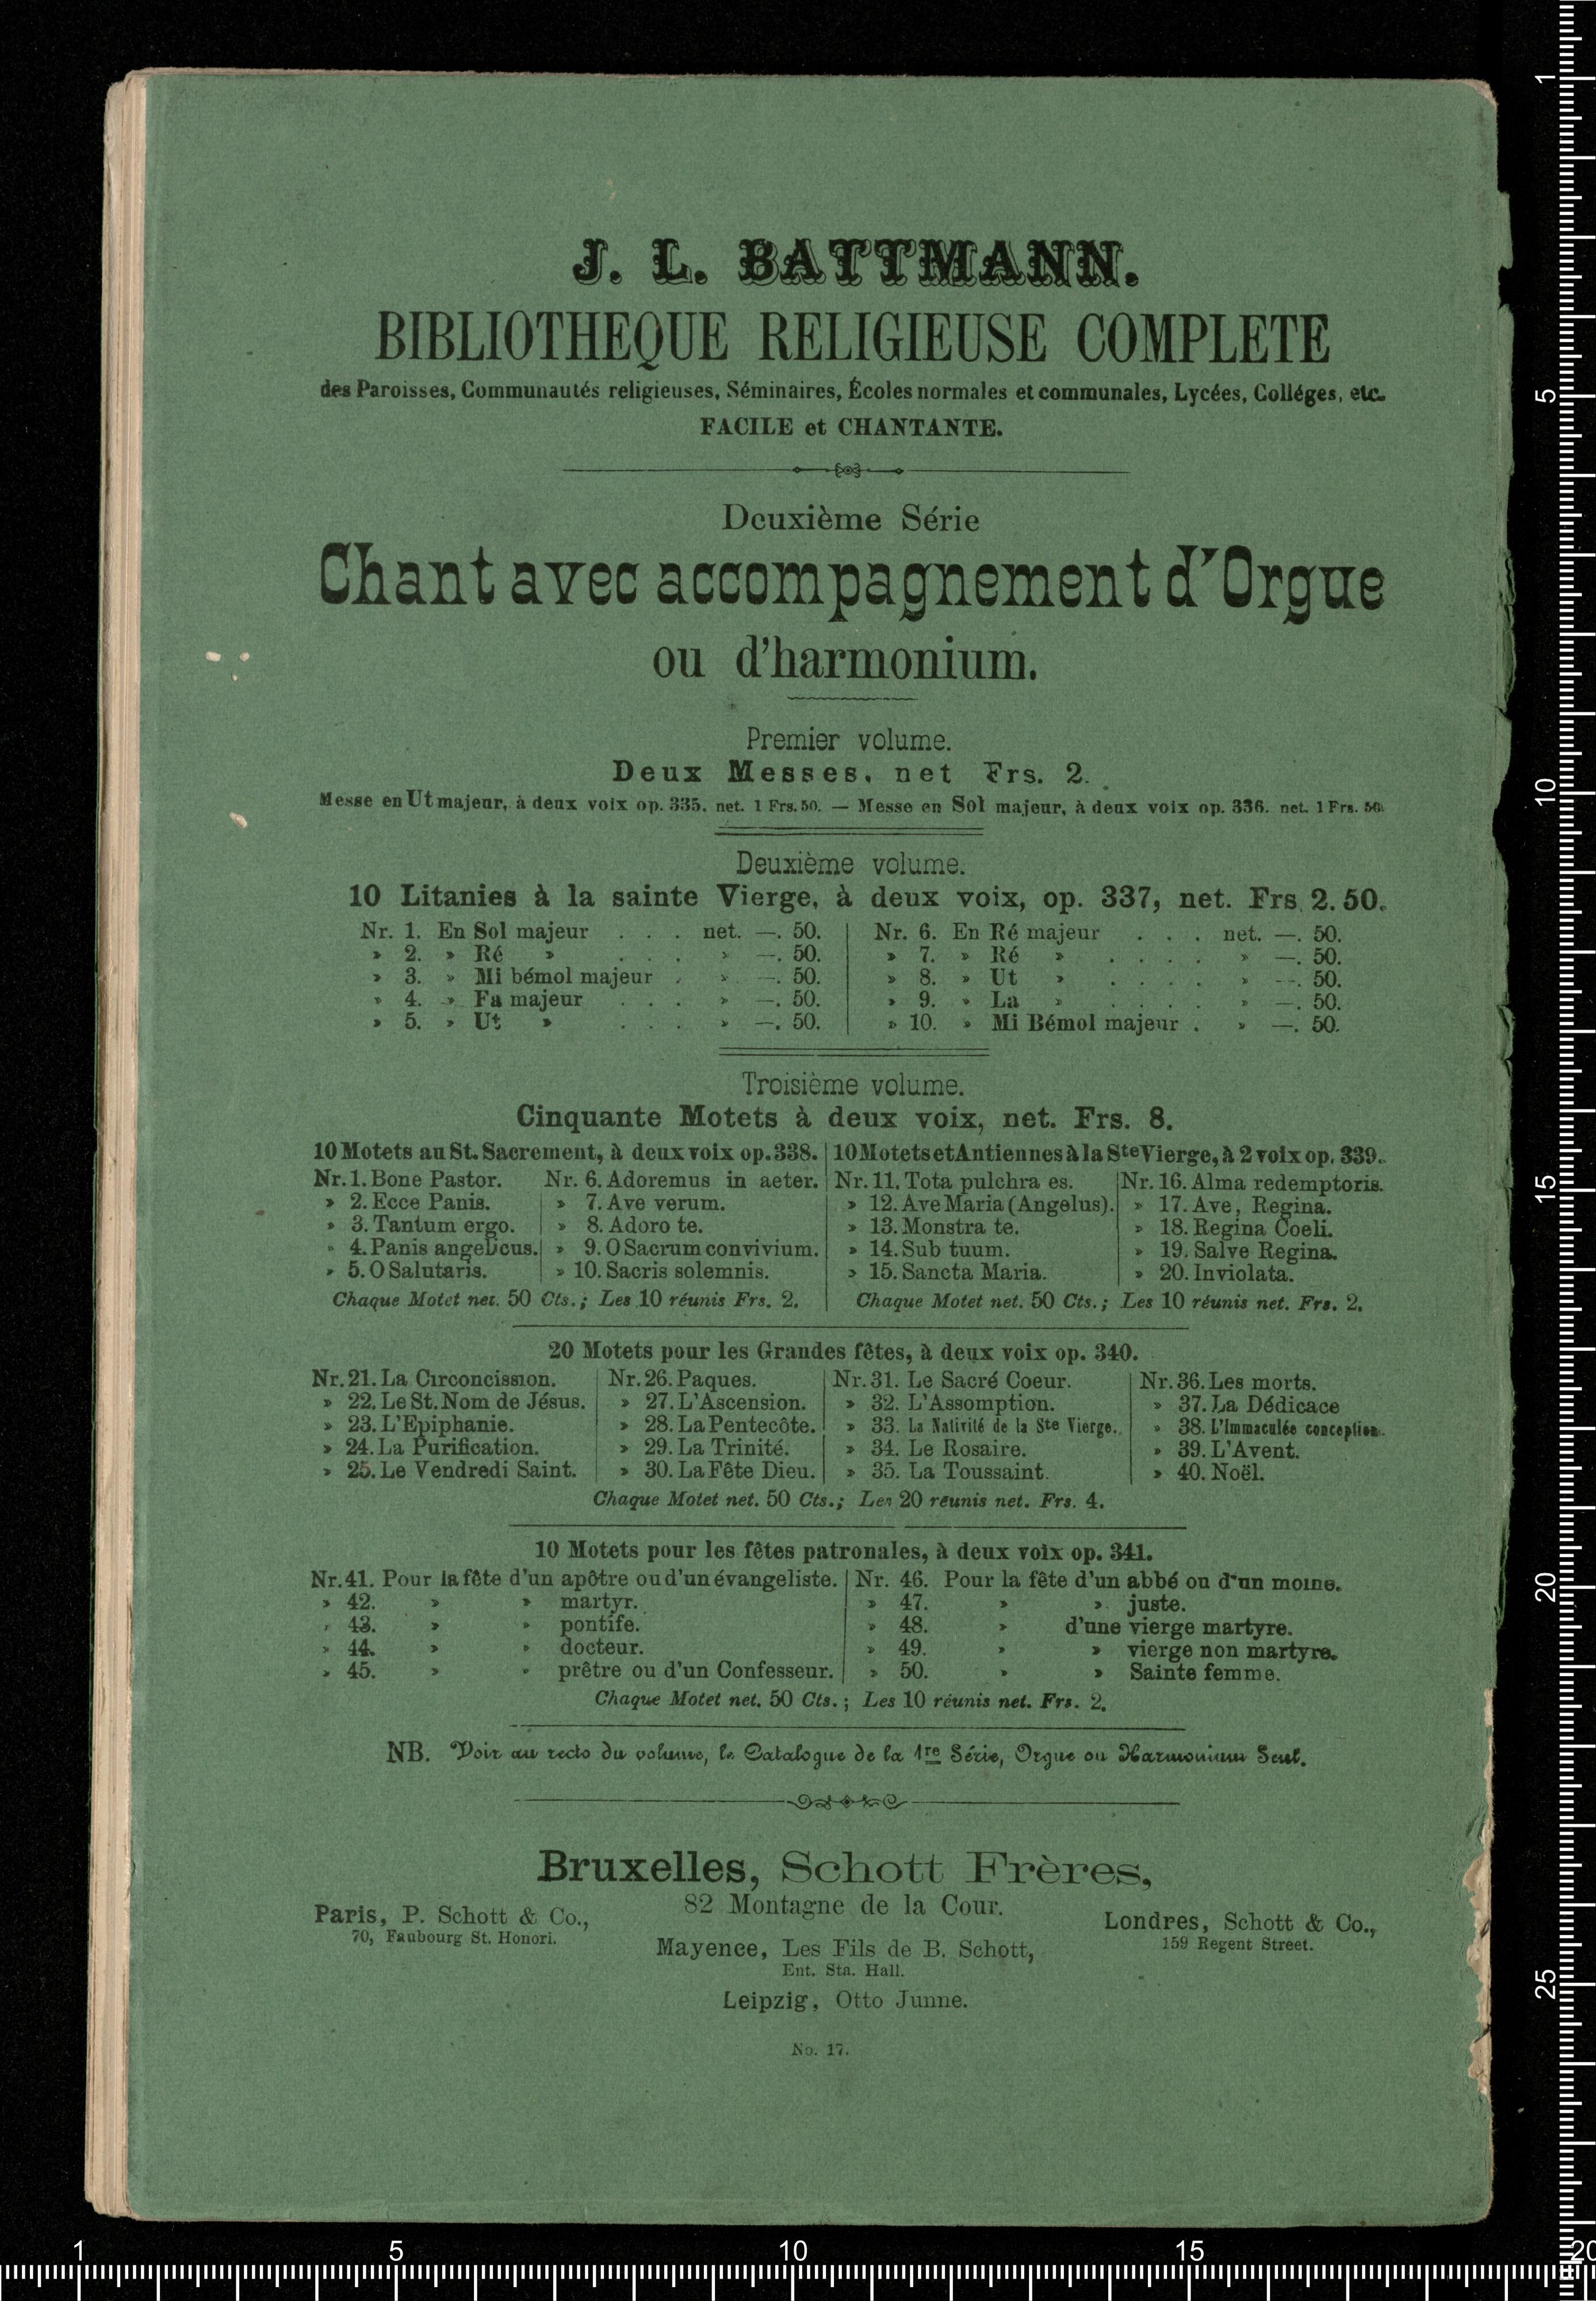 J. L. BATTMANN.
BIBLIOTHEQUE RELIGIEUSE COMPLETE
des Paroisses, Communautés religieuses, Séminaires, Écoles normales et communales, Lycées, Colléges, etc.
FACILE et CHANTANTE.
Deuxième Série
Chant avec accompagnement d'Orgue
ou d'harmonium.
Premier volume.
Deux Messes, net Frs. 2.
Messe en Ut majeur, à deux voix op. 335. net. 1 Frs. 50. — Messe en Sol majeur, à deux voix op. 336. net. 1 Frs. 50.
Deuxième volume.
10 Litanies à la sainte Vierge, à deux voix, op. 337, net. Frs. 2. 50.
Nr. 1. En Sol majeur . . . net. —. 50.
» 2. » Ré » . . . » —. 50.
» 3. » Mi bémol majeur . » —. 50.
» 4. » Fa majeur . . . » —. 50.
» 5. » Ut » . . . » —. 50.
Nr. 6. En Ré majeur . . . net. —. 50.
» 7. » Ré » . . . . » —. 50.
» 8. » Ut » . . . . » —. 50.
» 9. » La » . . . . » —. 50.
» 10. » Mi Bémol majeur . » —. 50.
Troisième volume.
Cinquante Motets à deux voix, net. Frs. 8.
10 Motets au St. Sacrement, à deux voix op. 338.
Nr. 1. Bone Pastor.
» 2. Ecce Panis.
» 3. Tantum ergo.
» 4. Panis angelicus.
» 5. O Salutaris.
Nr. 6. Adoremus in aeter.
» 7. Ave verum.
» 8. Adoro te.
» 9. O Sacrum convivium.
» 10. Sacris solemnis.
Chaque Motet net. 50 Cts.; Les 10 réunis Frs. 2.
10 Motets et Antiennes à la Ste Vierge, à 2 voix op. 339.
Nr. 11. Tota pulchra es.
» 12. Ave Maria (Angelus).
» 13. Monstra te.
» 14. Sub tuum.
» 15. Sancta Maria.
Nr. 16. Alma redemptoris.
» 17. Ave, Regina.
» 18. Regina Coeli.
» 19. Salve Regina.
» 20. Inviolata.
Chaque Motet net. 50 Cts.; Les 10 réunis net. Frs. 2.
20 Motets pour les Grandes fêtes, à deux voix op. 340.
Nr. 21. La Circoncission.
» 22. Le St. Nom de Jésus.
» 23. L'Epiphanie.
» 24. La Purification.
» 25. Le Vendredi Saint.
Nr. 26. Paques.
» 27. L'Ascension.
» 28. La Pentecôte.
» 29. La Trinité.
» 30. La Fête Dieu.
Nr. 31. Le Sacré Coeur.
» 32. L'Assomption.
» 33. La Nativité de la Ste Vierge.
» 34. Le Rosaire.
» 35. La Toussaint.
Nr. 36. Les morts.
» 37. La Dédicace
» 38. L'Immaculée conception.
» 39. L'Avent.
» 40. Noël.
Chaque Motet net. 50 Cts.; Les 20 réunis net. Frs. 4.
10 Motets pour les fêtes patronales, à deux voix op. 341.
Nr. 41. Pour la fête d'un apôtre ou d'un évangeliste.
» 42. » » martyr.
» 43. » » pontife.
» 44. » » docteur.
» 45. » » prêtre ou d'un Confesseur.
Nr. 46. Pour la fête d'un abbé ou d'un moine.
» 47. » » juste.
» 48. » d'une vierge martyre.
» 49. » » vierge non martyre.
» 50. » » Sainte femme.
Chaque Motet net. 50 Cts.; Les 10 réunis net. Frs. 2.
NB. Voir au recto du volume, le Catalogue de la 1re Série, Orgue ou Harmonium Seul.
Bruxelles, Schott Frères,
82 Montagne de la Cour.
Paris, P. Schott & Co.,
70, Faubourg St. Honori.
Mayence, Les Fils de B. Schott,
Ent. Sta. Hall.
Londres, Schott & Co.,
159 Regent Street.
Leipzig, Otto Junne.
No. 17.
1
5
10
15
20
25
1
5
10
15
20